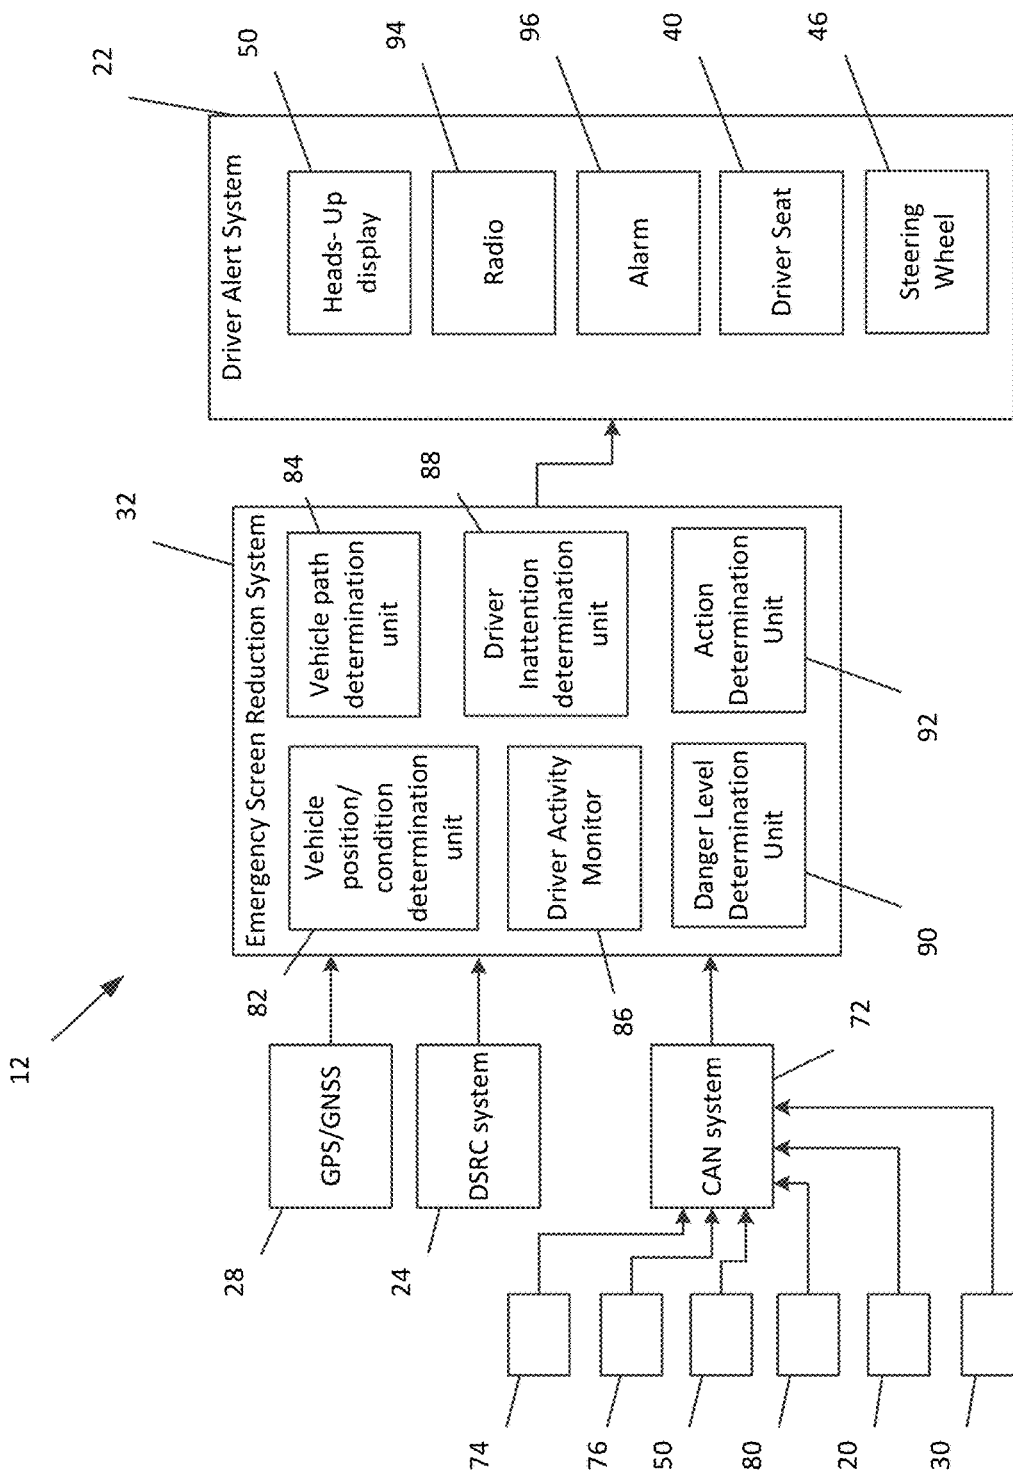 12
28
GPS/GNSS
24
DSRC system
CAN system
72
74
76
50
80
20
30
32
Emergency Screen Reduction System
82
Vehicle
position/
condition
determination
unit
84
Vehicle path
determination
unit
86
Driver Activity
Monitor
88
Driver
Inattention
determination
unit
90
Danger Level
Determination
Unit
92
Action
Determination
Unit
22
Driver Alert System
50
Heads- Up
display
94
Radio
96
Alarm
40
Driver Seat
46
Steering
Wheel